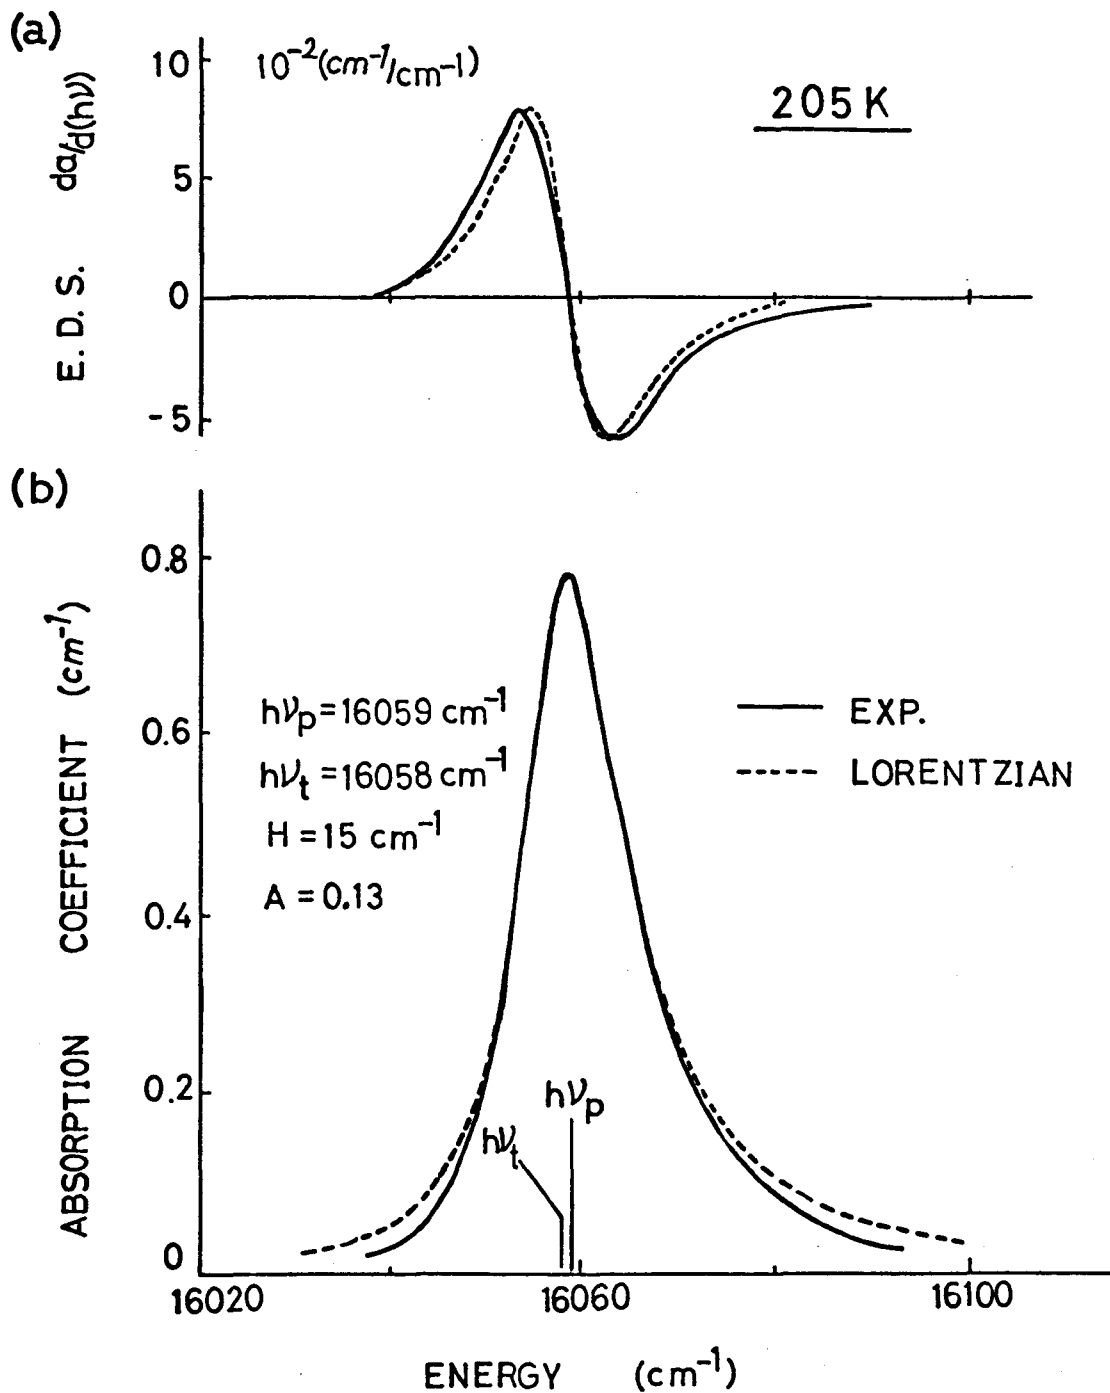 (a)
10⁻²(cm⁻¹/cm-1)
205K
E. D. S. da/d(hν)
10
5
0
-5
(b)
ABSORPTION COEFFICIENT (cm⁻¹)
0.8
0.6
0.4
0.2
0
hνp=16059 cm⁻¹
hνt=16058 cm⁻¹
H=15 cm⁻¹
A=0.13
EXP.
LORENTZIAN
hνp
hνt
16020 16060 16100
ENERGY (cm⁻¹)